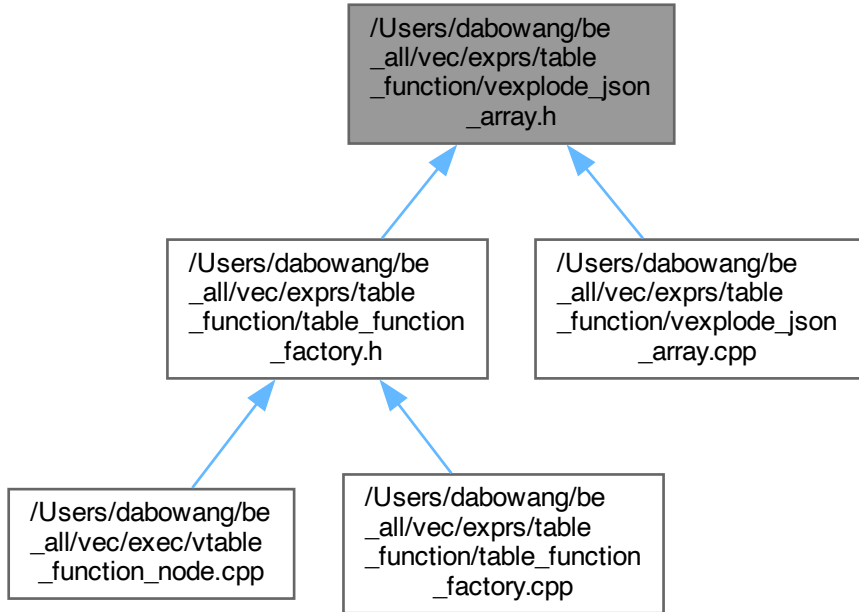 /Users/dabowang/be
_all/vec/exprs/table
_function/vexplode_json
_array.h
/Users/dabowang/be
_all/vec/exprs/table
_function/table_function
_factory.h
/Users/dabowang/be
_all/vec/exprs/table
_function/vexplode_json
_array.cpp
/Users/dabowang/be
_all/vec/exec/vtable
_function_node.cpp
/Users/dabowang/be
_all/vec/exprs/table
_function/table_function
_factory.cpp